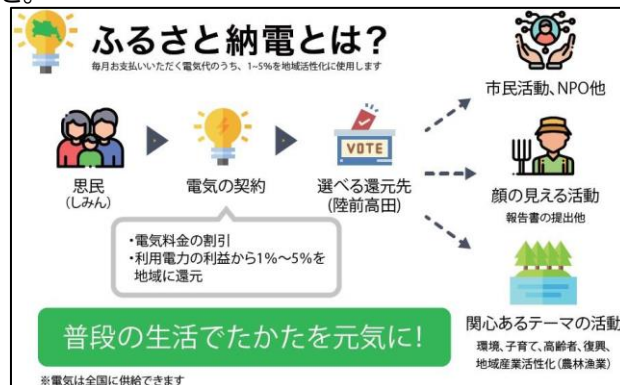 と。
ふるさと納電とは？
毎月お支払いいただく電気代のうち、1~5%を地域活性化に使用します
思民
(しみん)
電気の契約
VOTE
選べる還元先
(陸前高田)
・電気料金の割引
・利用電力の利益から1%～5%を
地域に還元
市民活動、NPO他
顔の見える活動
報告書の提出他
関心あるテーマの活動
環境、子育て、高齢者、復興、
地域産業活性化(農林漁業)
普段の生活でたかたを元気に!
※電気は全国に供給できます